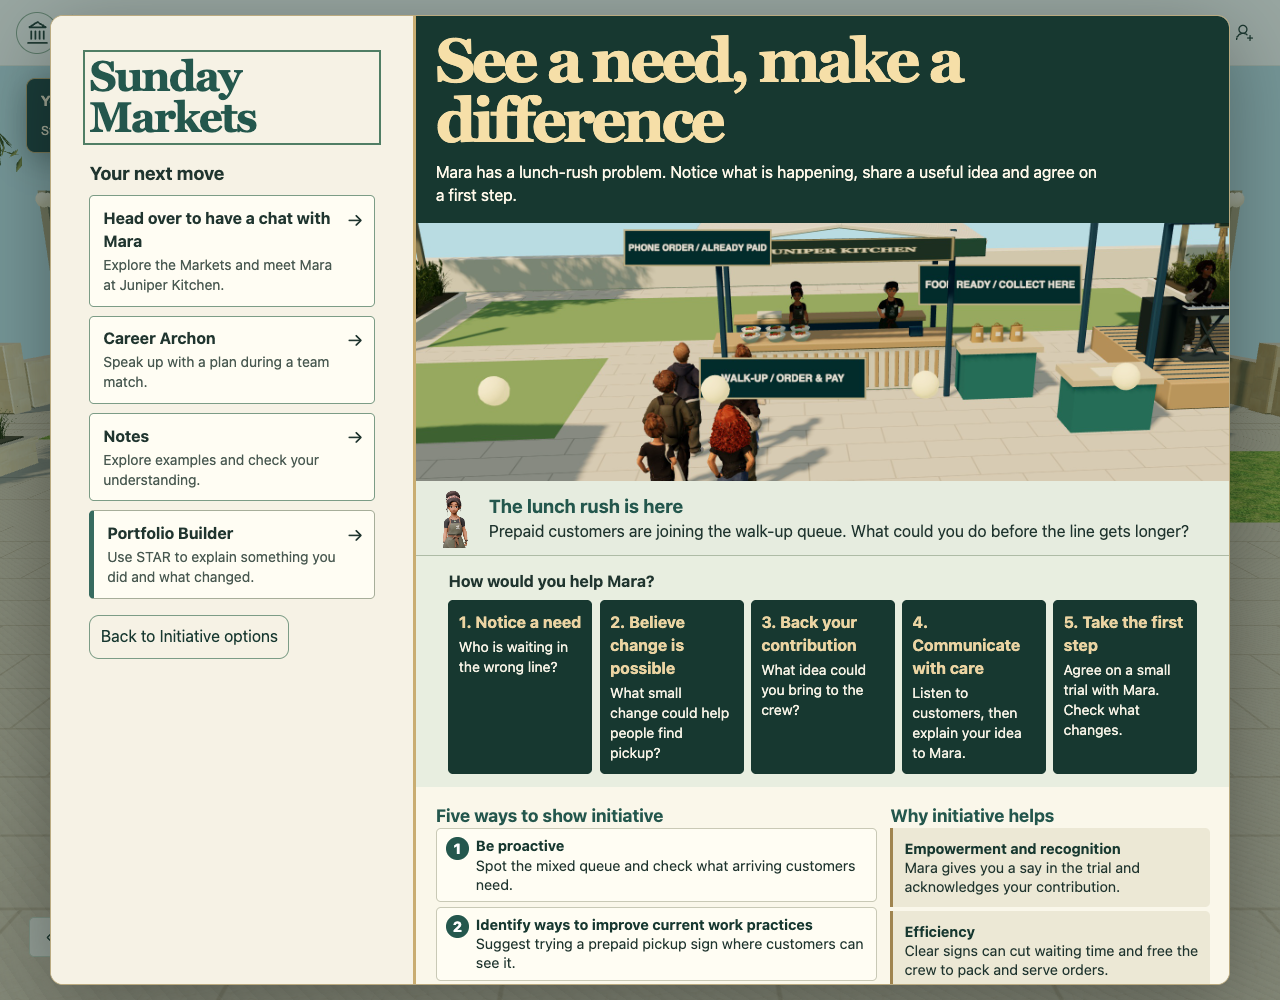 Sunday
Markets
Your next move
Head over to have a chat with
Mara
Explore the Markets and meet Mara
at Juniper Kitchen.
Career Archon
Speak up with a plan during a team
match.
Notes
Explore examples and check your
understanding.
Portfolio Builder
Use STAR to explain something you
did and what changed.
Back to Initiative options
See a need, make a
difference
Mara has a lunch-rush problem. Notice what is happening, share a useful idea and agree on
a first step.
PHONE ORDER / ALREADY PAID
UNIPER KITCHEN
FOOD READY / COLLECT HERE
WALK-UP / ORDER & PAY
The lunch rush is here
Prepaid customers are joining the walk-up queue. What could you do before the line gets longer?
How would you help Mara?
1. Notice a need
Who is waiting in
the wrong line?
2. Believe
change is
possible
What small
change could help
people find
pickup?
3. Back your
contribution
What idea could
you bring to the
crew?
4.
Communicate
with care
Listen to
customers, then
explain your idea
to Mara.
5. Take the first
step
Agree on a small
trial with Mara.
Check what
changes.
Five ways to show initiative
1 Be proactive
Spot the mixed queue and check what arriving customers
need.
2 Identify ways to improve current work practices
Suggest trying a prepaid pickup sign where customers can
see it.
Why initiative helps
Empowerment and recognition
Mara gives you a say in the trial and
acknowledges your contribution.
Efficiency
Clear signs can cut waiting time and free the
crew to pack and serve orders.